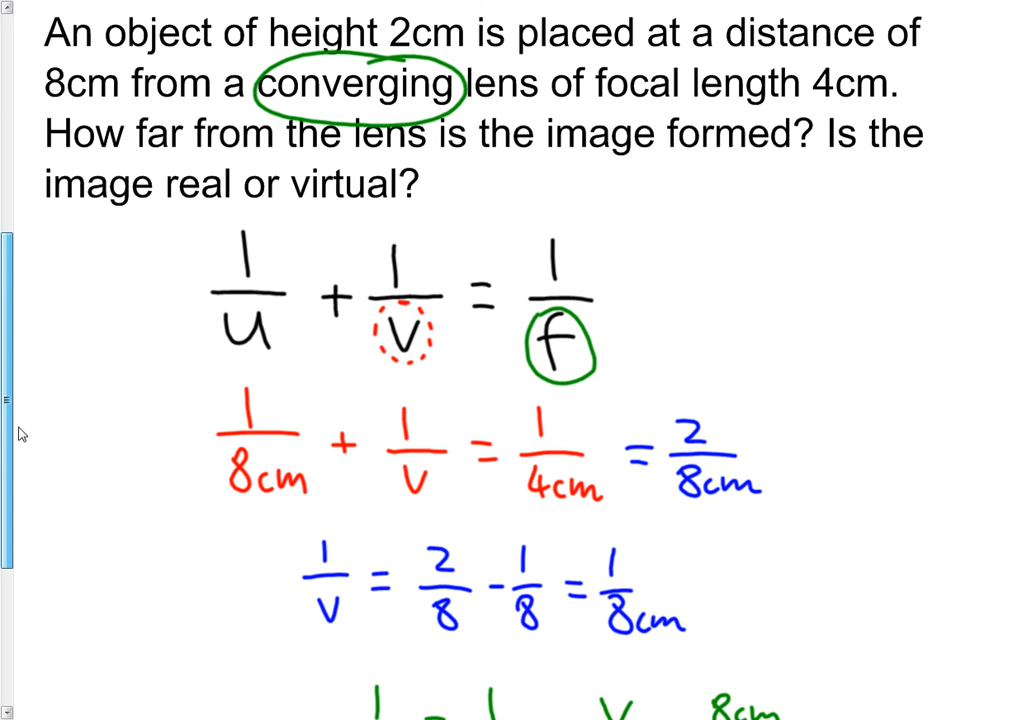 An object of height 2cm is placed at a distance of
8cm from a converging lens of focal length 4cm.
How far from the lens is the image formed? Is the
image real or virtual?
1/u + 1/v = 1/f
1/8cm + 1/v = 1/4cm = 2/8cm
1/v = 2/8 - 1/8 = 1/8cm